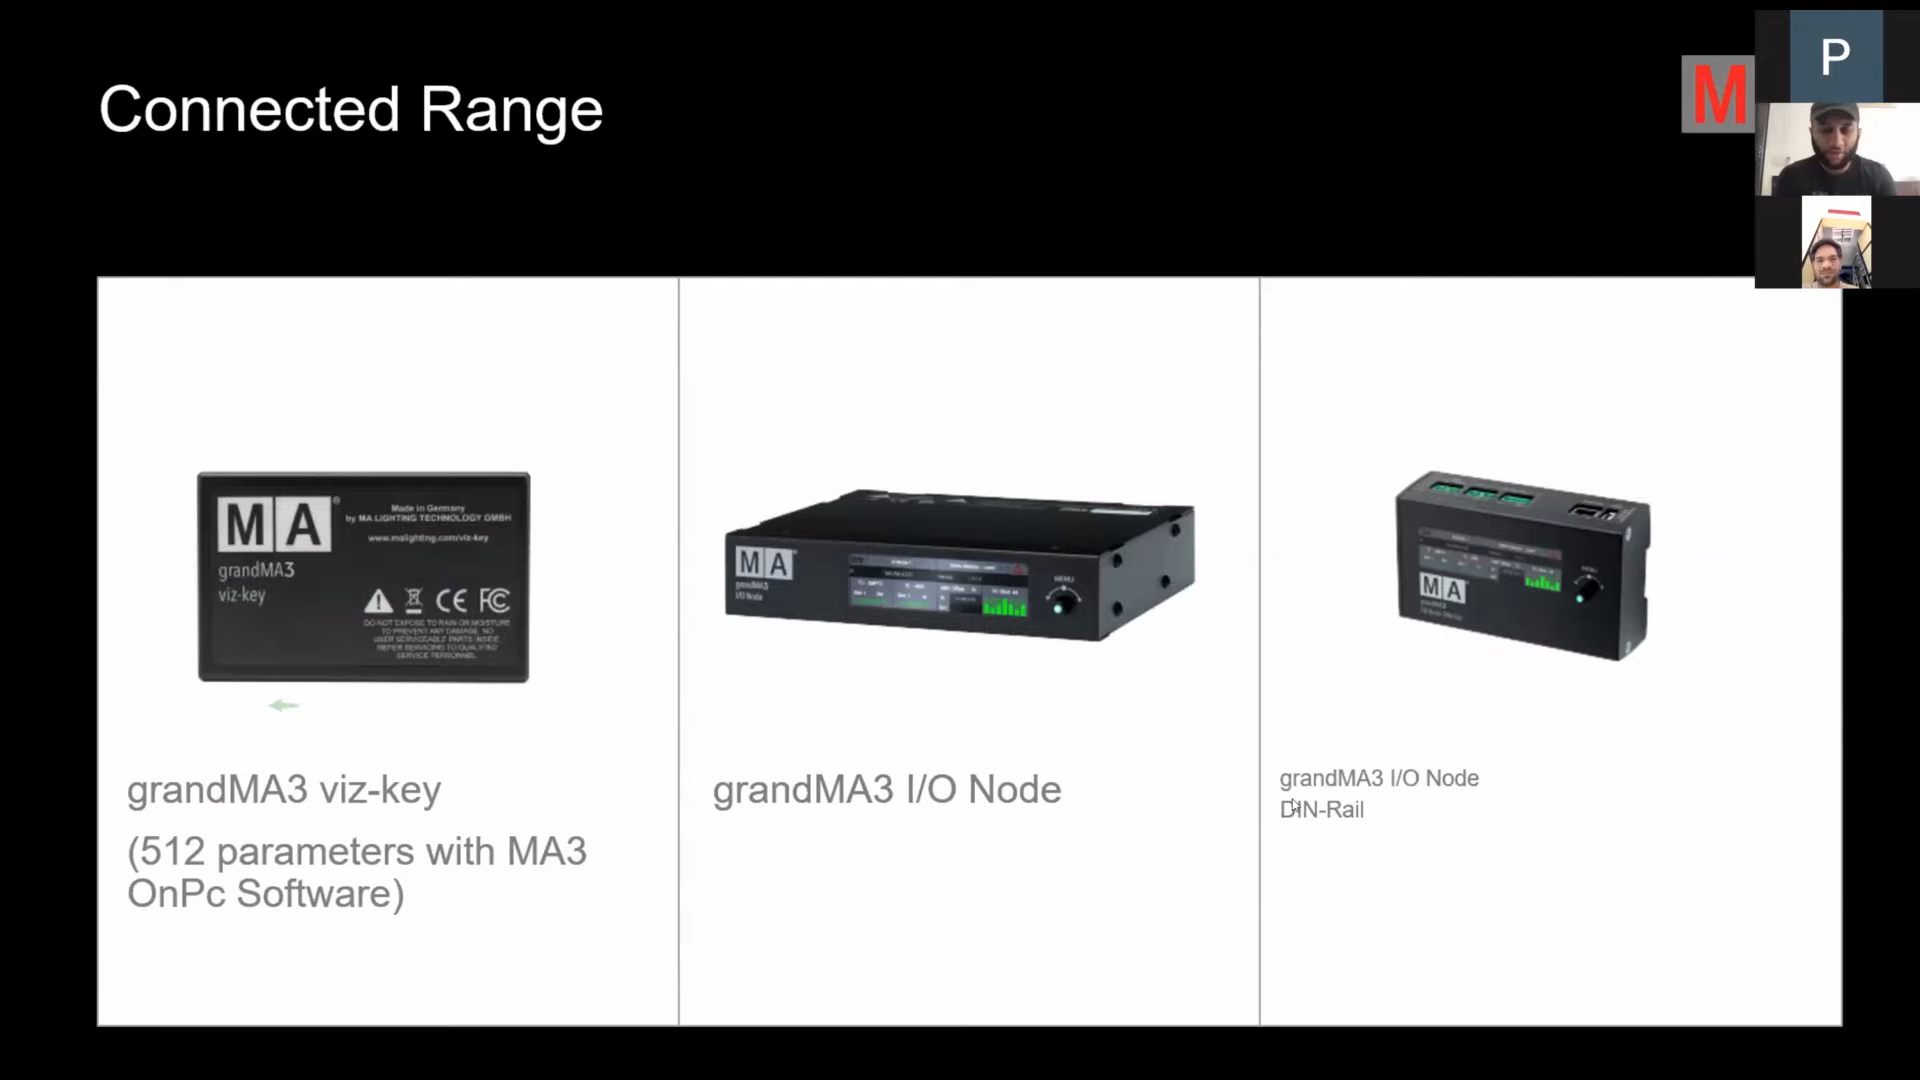 Connected Range
M
P
MA®
Made in Germany
by MA LIGHTING TECHNOLOGY GMBH
www.malighting.com/viz-key
grandMA3
viz-key
CE FC
DO NOT EXPOSE TO RAIN OR MOISTURE
TO PREVENT ANY DAMAGE. NO
USER SERVICEABLE PARTS INSIDE.
REFER SERVICING TO QUALIFIED
SERVICE PERSONNEL.
MA
grandMA3
I/O Node
MENU
MA
MENU
grandMA3 viz-key
(512 parameters with MA3
OnPc Software)
grandMA3 I/O Node
grandMA3 I/O Node
DIN-Rail